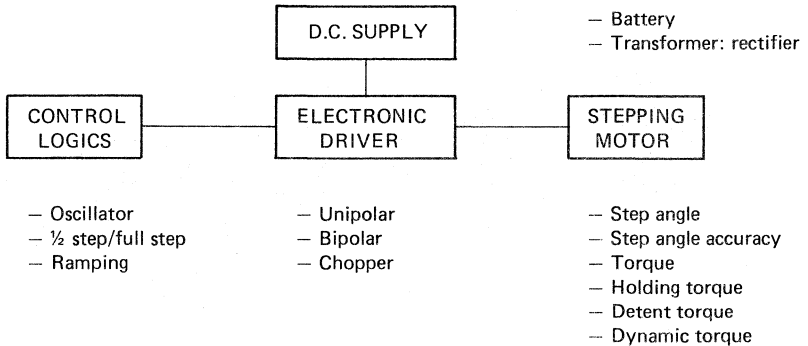 D.C. SUPPLY
— Battery
— Transformer: rectifier
CONTROL
LOGICS
ELECTRONIC
DRIVER
STEPPING
MOTOR
— Oscillator
— ½ step/full step
— Ramping
— Unipolar
— Bipolar
— Chopper
— Step angle
— Step angle accuracy
— Torque
— Holding torque
— Detent torque
— Dynamic torque